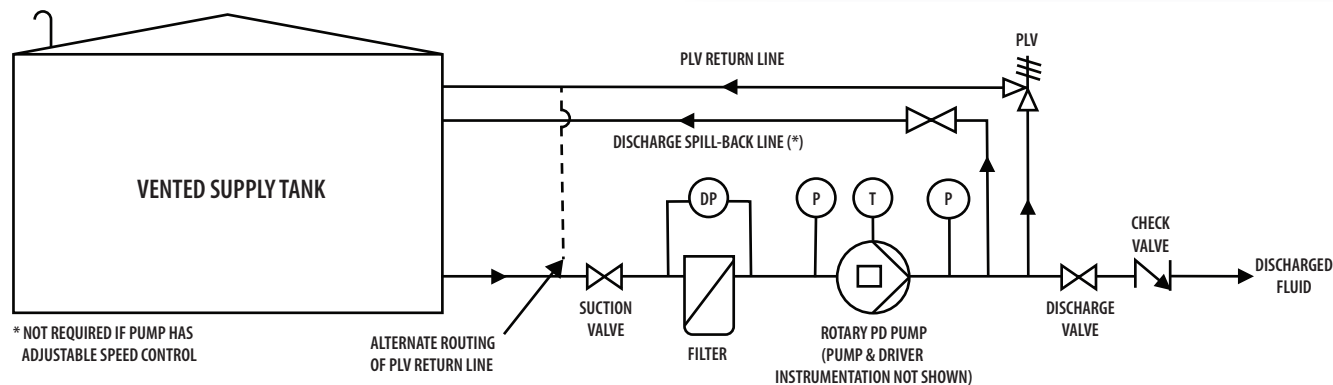 PLV
PLV RETURN LINE
DISCHARGE SPILL-BACK LINE (*)
VENTED SUPPLY TANK
DP
P
T
P
CHECK
VALVE
DISCHARGED
FLUID
SUCTION
VALVE
DISCHARGE
VALVE
* NOT REQUIRED IF PUMP HAS
ADJUSTABLE SPEED CONTROL
ALTERNATE ROUTING
OF PLV RETURN LINE
FILTER
ROTARY PD PUMP
(PUMP & DRIVER
INSTRUMENTATION NOT SHOWN)